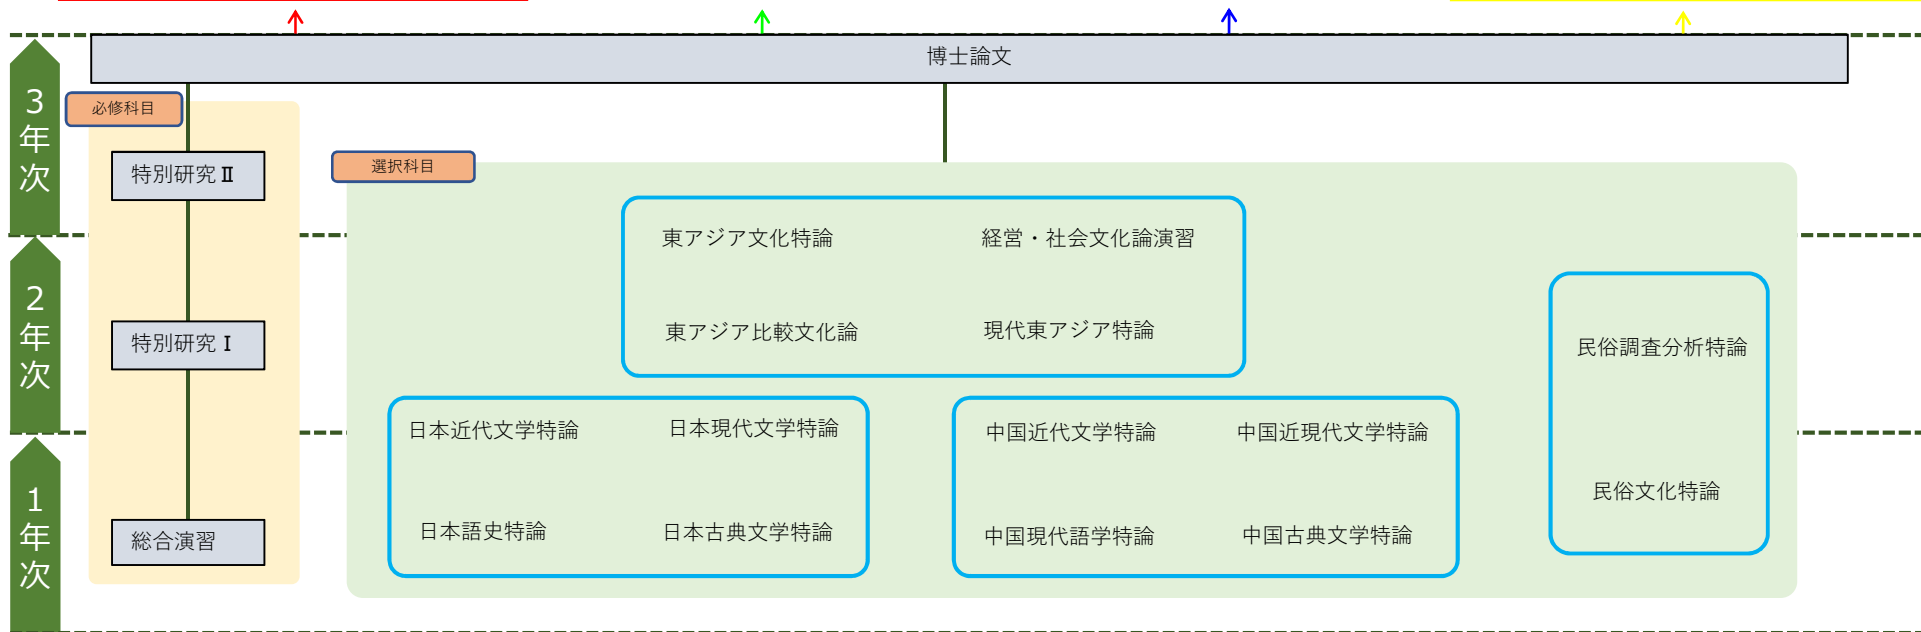 博士論文
3年次
必修科目
特別研究Ⅱ
選択科目
東アジア文化特論
経営・社会文化論演習
2年次
特別研究Ⅰ
東アジア比較文化論
現代東アジア特論
民俗調査分析特論
日本近代文学特論
日本現代文学特論
中国近代文学特論
中国近現代文学特論
1年次
総合演習
日本語史特論
日本古典文学特論
中国現代語学特論
中国古典文学特論
民俗文化特論